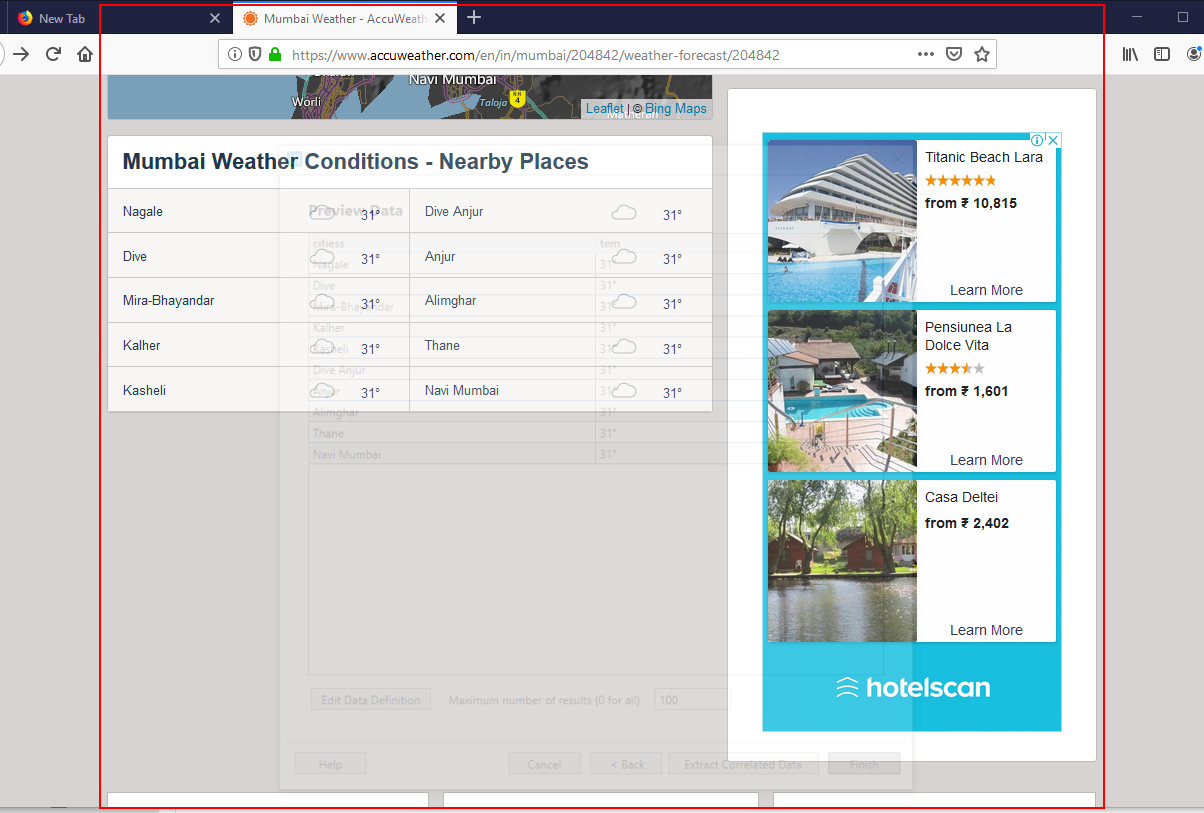 New Tab
Mumbai Weather - AccuWeath
https://www.accuweather.com/en/in/mumbai/204842/weather-forecast/204842
Navi Mumbai
Worli
Taloja
NH
4
Matheran
Leaflet | © Bing Maps
Mumbai Weather Conditions - Nearby Places
Nagale 31° Dive Anjur 31°
Dive 31° Anjur 31°
Mira-Bhayandar 31° Alimghar 31°
Kalher 31° Thane 31°
Kasheli 31° Navi Mumbai 31°
Preview Data
citiess tem
Nagale 31°
Dive 31°
Mira-Bhayandar 31°
Kalher 31°
Kasheli 31°
Dive Anjur 31°
Anjur 31°
Alimghar 31°
Thane 31°
Navi Mumbai 31°
Edit Data Definition Maximum number of results (0 for all) 100
Help Cancel < Back Extract Correlated Data Finish
Titanic Beach Lara
from ₹ 10,815
Learn More
Pensiunea La
Dolce Vita
from ₹ 1,601
Learn More
Casa Deltei
from ₹ 2,402
Learn More
hotelscan